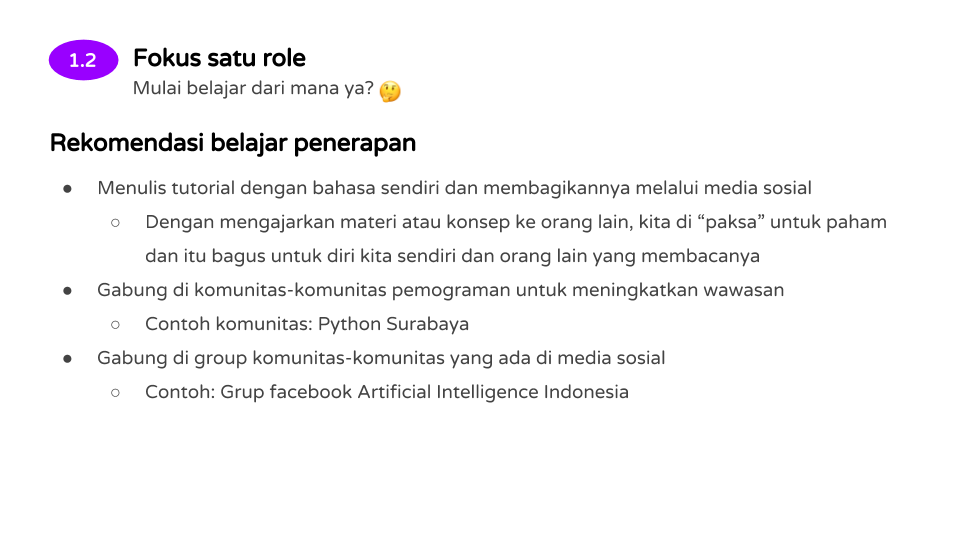 1.2
Fokus satu role
Mulai belajar dari mana ya? 🤔
Rekomendasi belajar penerapan
● Menulis tutorial dengan bahasa sendiri dan membagikannya melalui media sosial
○ Dengan mengajarkan materi atau konsep ke orang lain, kita di “paksa” untuk paham
dan itu bagus untuk diri kita sendiri dan orang lain yang membacanya
● Gabung di komunitas-komunitas pemograman untuk meningkatkan wawasan
○ Contoh komunitas: Python Surabaya
● Gabung di group komunitas-komunitas yang ada di media sosial
○ Contoh: Grup facebook Artificial Intelligence Indonesia